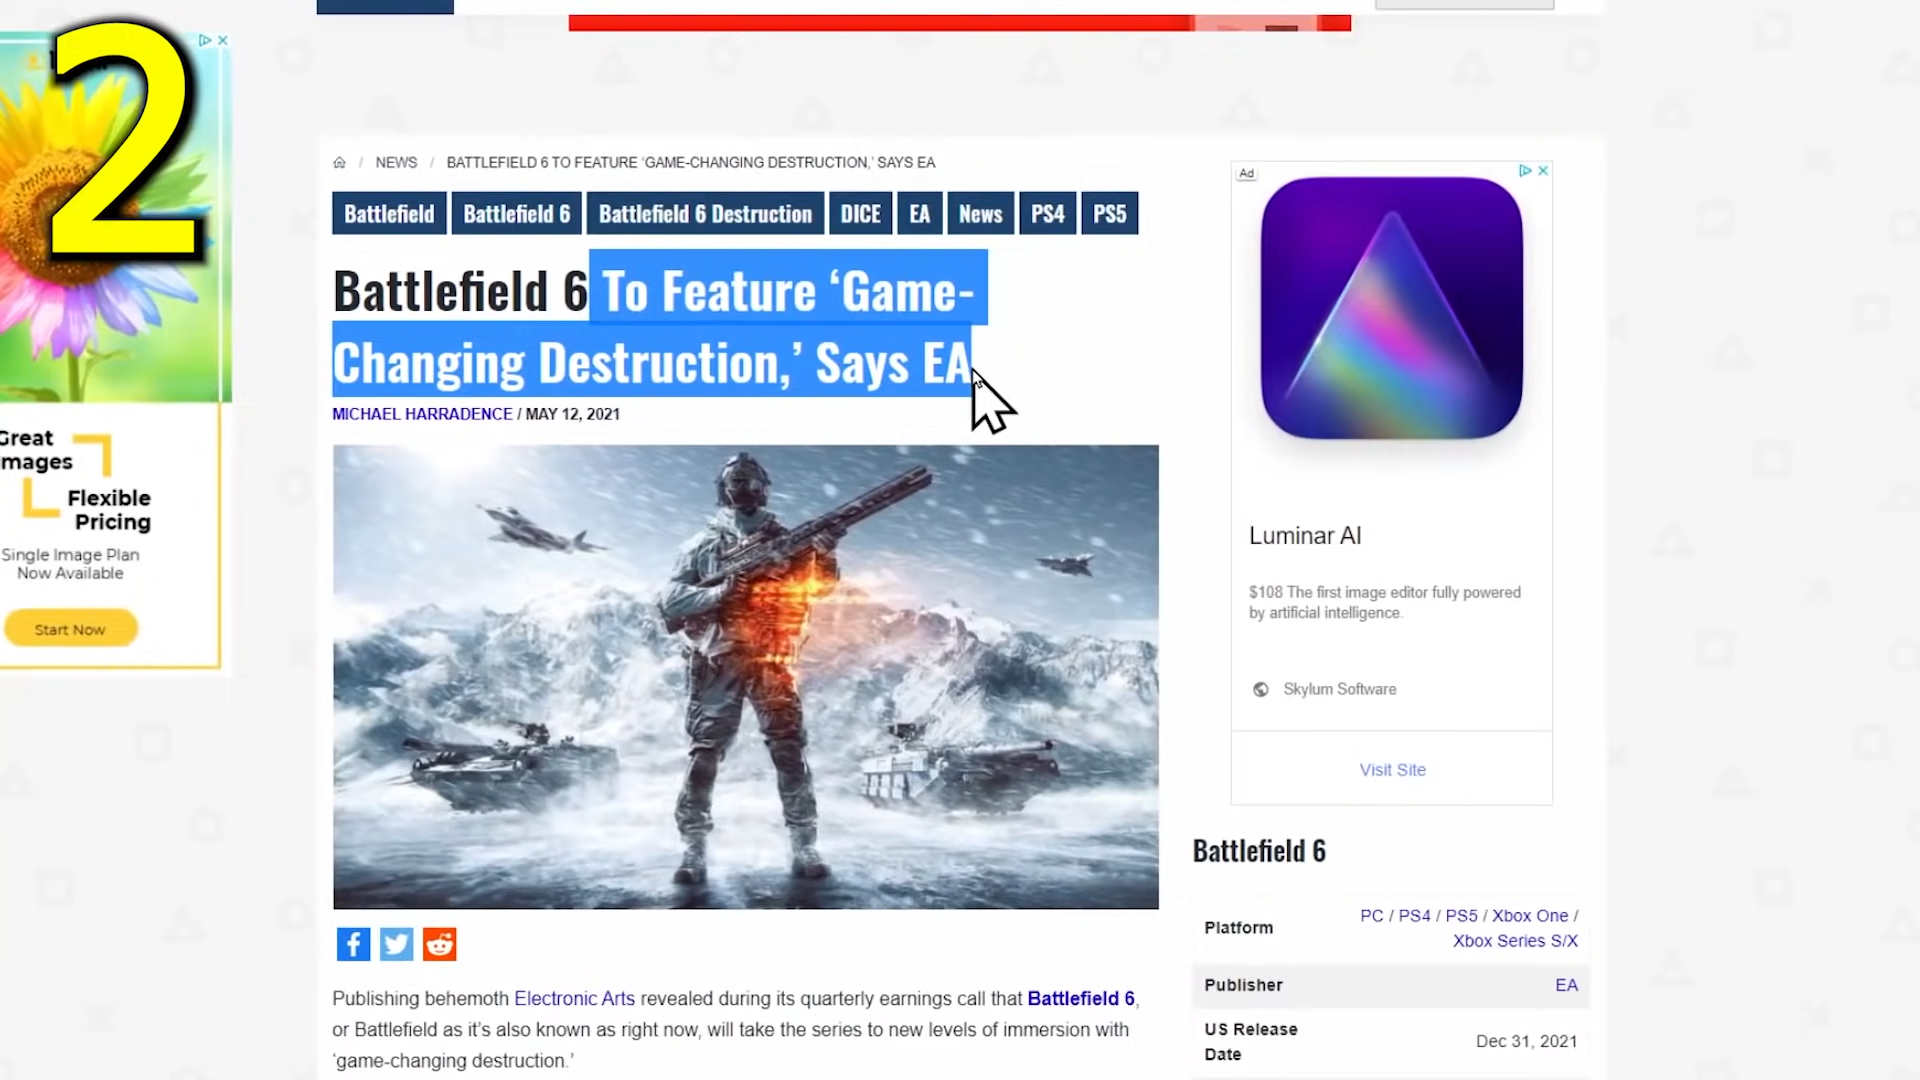 2
NEWS / BATTLEFIELD 6 TO FEATURE ‘GAME-CHANGING DESTRUCTION,’ SAYS EA
Battlefield Battlefield 6 Battlefield 6 Destruction DICE EA News PS4 PS5
Battlefield 6 To Feature ‘Game-
Changing Destruction,’ Says EA
MICHAEL HARRADENCE / MAY 12, 2021
Publishing behemoth Electronic Arts revealed during its quarterly earnings call that Battlefield 6,
or Battlefield as it’s also known as right now, will take the series to new levels of immersion with
‘game-changing destruction.’
Great
Images
Flexible
Pricing
Single Image Plan
Now Available
Start Now
Ad
Luminar AI
$108 The first image editor fully powered
by artificial intelligence.
Skylum Software
Visit Site
Battlefield 6
Platform
PC / PS4 / PS5 / Xbox One /
Xbox Series S/X
Publisher EA
US Release
Date
Dec 31, 2021